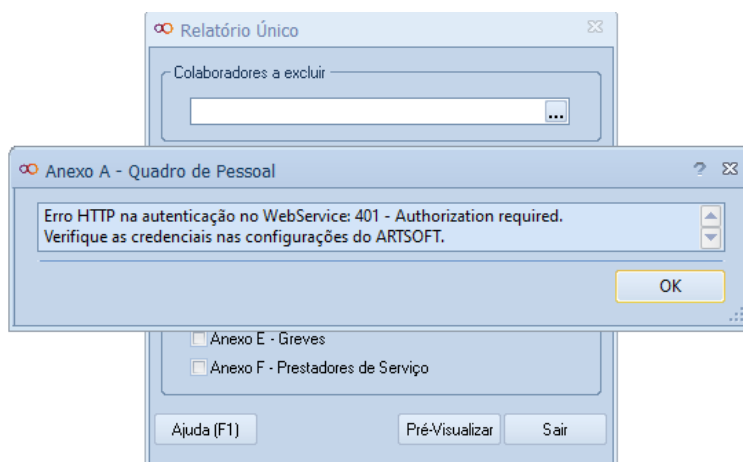 Relatório Único
Colaboradores a excluir
...
Anexo A - Quadro de Pessoal
?
Erro HTTP na autenticação no WebService: 401 - Authorization required.
Verifique as credenciais nas configurações do ARTSOFT.
OK
Anexo E - Greves
Anexo F - Prestadores de Serviço
Ajuda (F1)
Pré-Visualizar
Sair